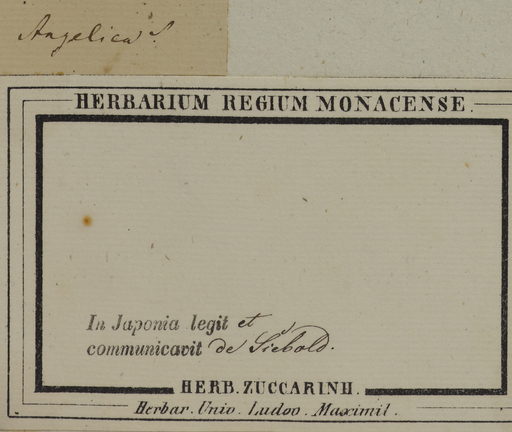 Angelica ?
HERBARIUM REGIUM MONACENSE.
In Japonia legit et
communicavit de Siebold.
HERB. ZUCCARINII.
Herbar. Univ. Ludov. Maximil.